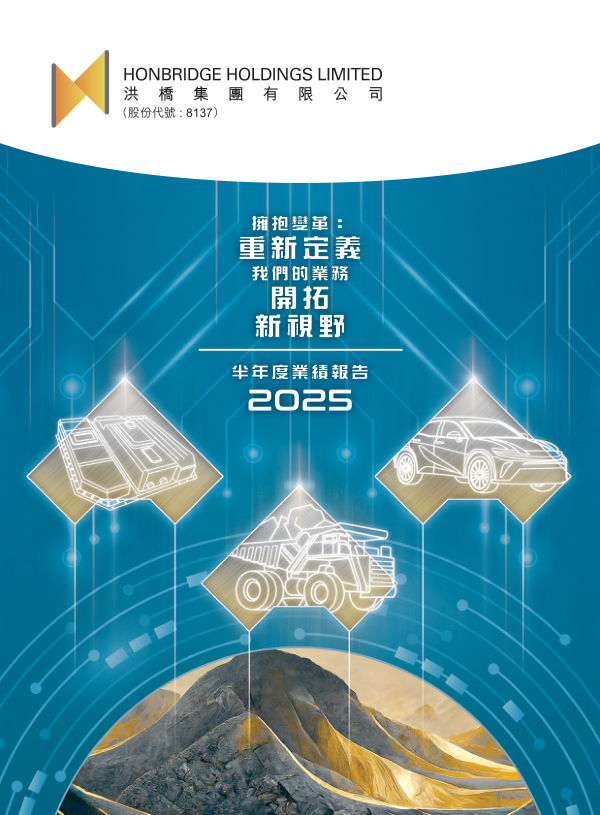 HONBRIDGE HOLDINGS LIMITED
洪橋集團有限公司
（股份代號 : 8137）
擁抱變革：
重新定義
我們的業務
開拓
新視野
半年度業績報告
2025